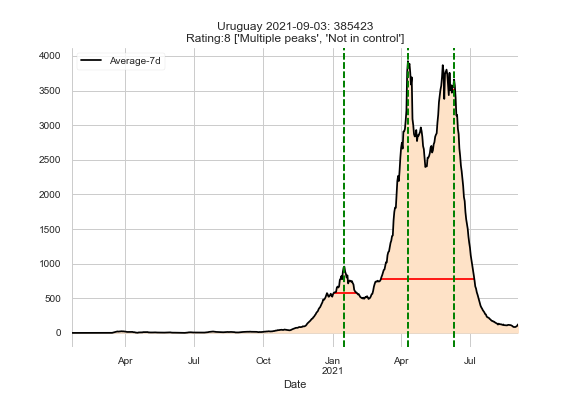 Uruguay 2021-09-03: 385423
Rating:8 ['Multiple peaks', 'Not in control']
Average-7d
4000
3500
3000
2500
2000
1500
1000
500
0
Apr
Jul
Oct
Jan
2021
Apr
Jul
Date